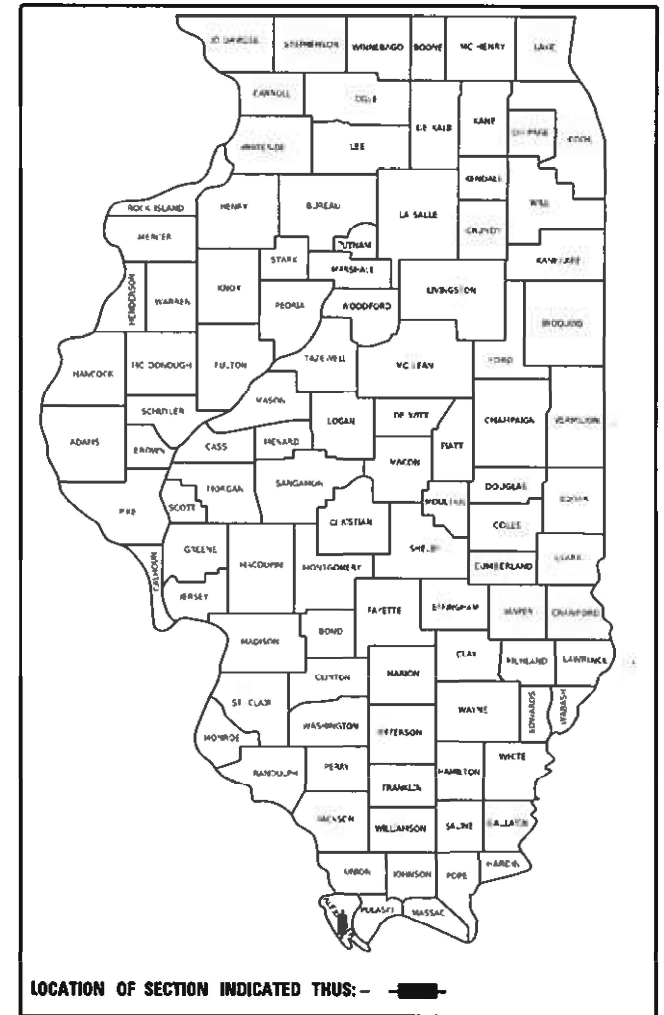 JO DAVIESS STEPHENSON WINNEBAGO BOONE MC HENRY LAKE
CARROLL OGLE DE KALB KANE DU PAGE COOK
WHITESIDE LEE KENDALL WILL
ROCK ISLAND HENRY BUREAU LA SALLE GRUNDY
MERCER PUTNAM KANKAKEE
HENDERSON WARREN KNOX STARK MARSHALL LIVINGSTON
PEORIA WOODFORD IROQUOIS
HANCOCK MC DONOUGH FULTON TAZEWELL MC LEAN FORD
SCHUYLER MASON LOGAN DE WITT CHAMPAIGN VERMILION
ADAMS BROWN CASS MENARD PIATT
MACON
PIKE SCOTT MORGAN SANGAMON MOULTRIE DOUGLAS EDGAR
CHRISTIAN COLES
CALHOUN GREENE MACOUPIN MONTGOMERY SHELBY CUMBERLAND CLARK
JERSEY FAYETTE EFFINGHAM JASPER CRAWFORD
MADISON BOND CLAY RICHLAND LAWRENCE
CLINTON MARION
ST. CLAIR WAYNE EDWARDS WABASH
MONROE WASHINGTON JEFFERSON
RANDOLPH PERRY HAMILTON WHITE
FRANKLIN
JACKSON WILLIAMSON SALINE GALLATIN
UNION JOHNSON POPE HARDIN
PULASKI MASSAC
LOCATION OF SECTION INDICATED THUS:-